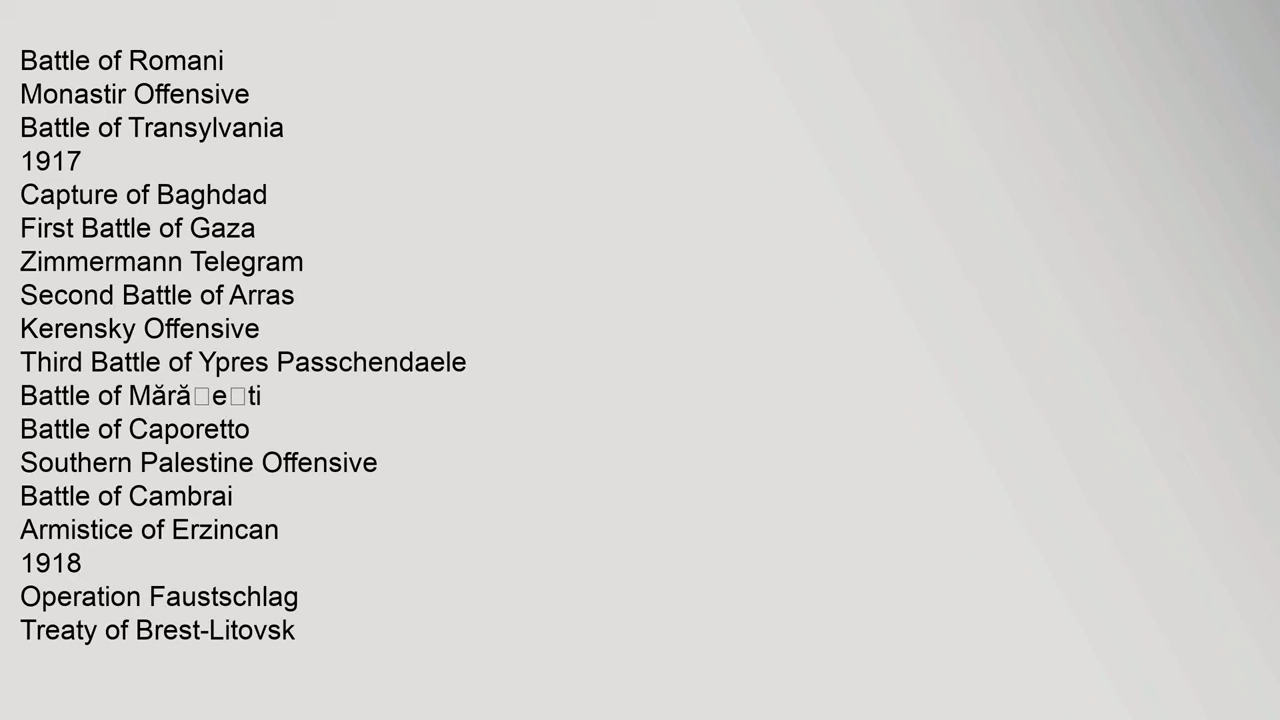 Battle of Romani
Monastir Offensive
Battle of Transylvania
1917
Capture of Baghdad
First Battle of Gaza
Zimmermann Telegram
Second Battle of Arras
Kerensky Offensive
Third Battle of Ypres Passchendaele
Battle of Mără□e□ti
Battle of Caporetto
Southern Palestine Offensive
Battle of Cambrai
Armistice of Erzincan
1918
Operation Faustschlag
Treaty of Brest-Litovsk